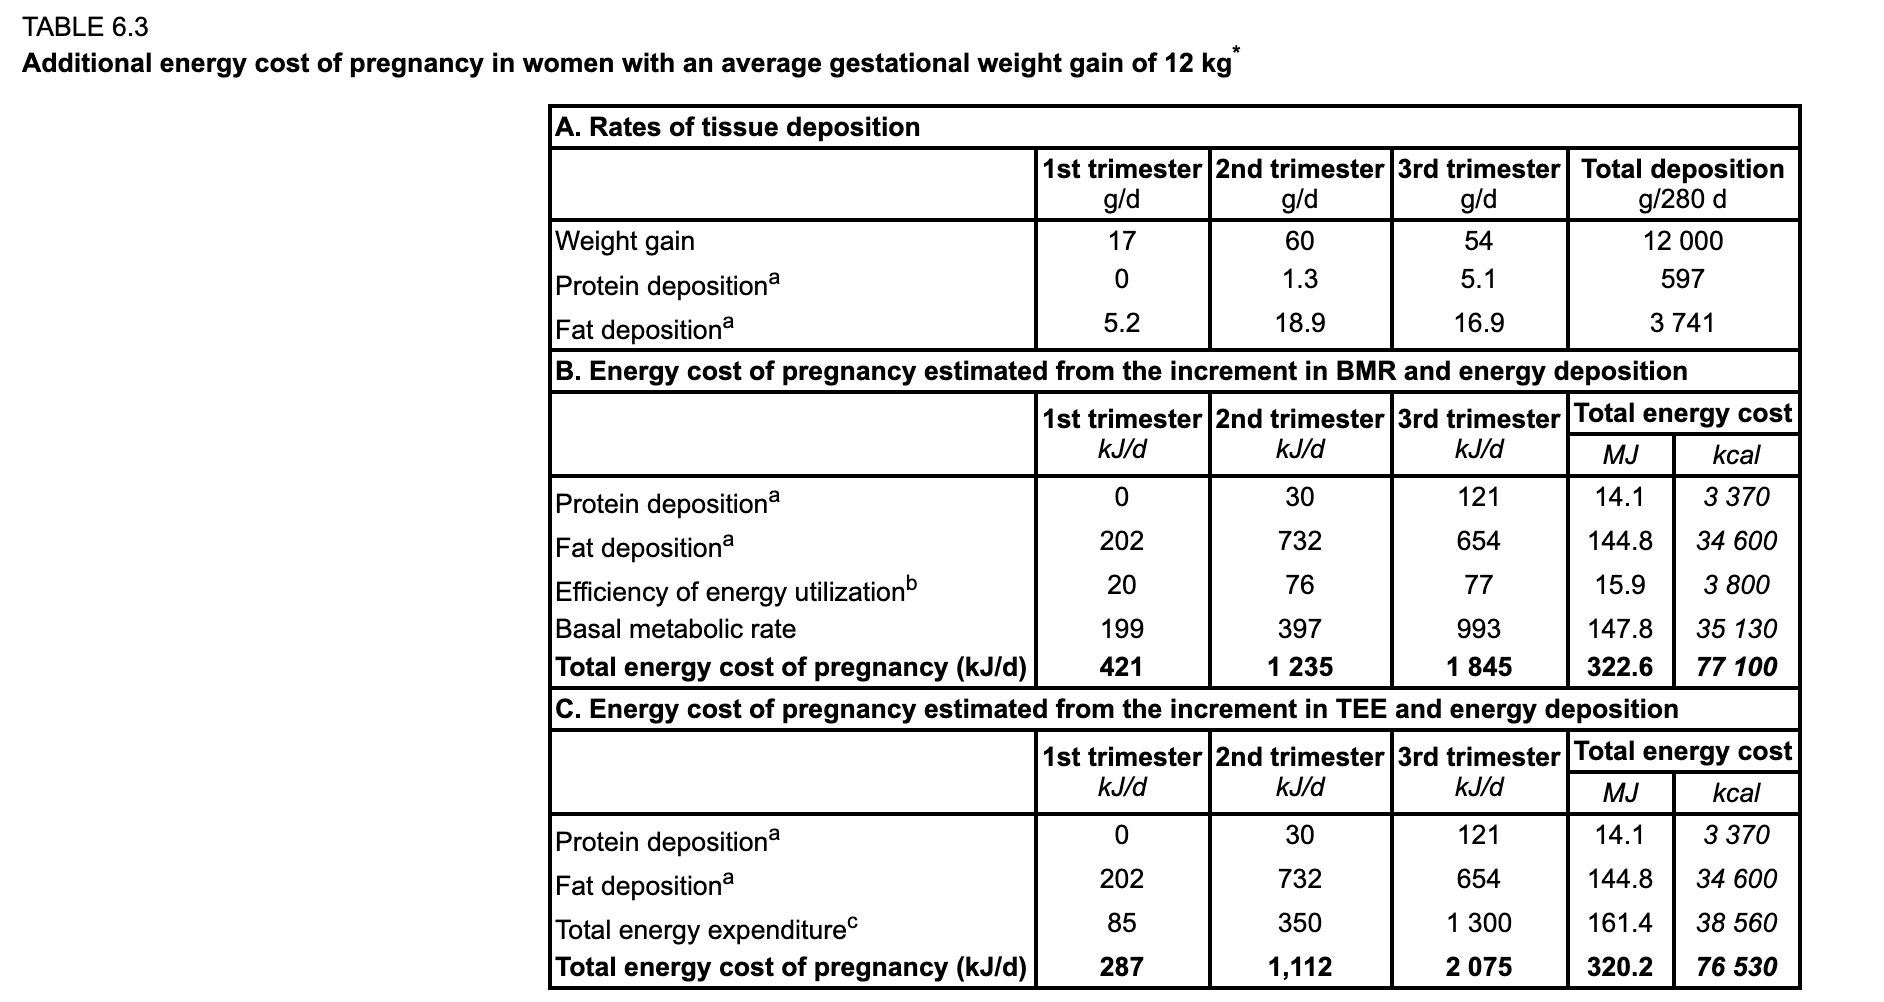 TABLE 6.3
Additional energy cost of pregnancy in women with an average gestational weight gain of 12 kg*
A. Rates of tissue deposition
1st trimester 2nd trimester 3rd trimester Total deposition
g/d g/d g/d g/280 d
Weight gain 17 60 54 12 000
Protein deposition^a 0 1.3 5.1 597
Fat deposition^a 5.2 18.9 16.9 3 741
B. Energy cost of pregnancy estimated from the increment in BMR and energy deposition
1st trimester 2nd trimester 3rd trimester Total energy cost
kJ/d kJ/d kJ/d MJ kcal
Protein deposition^a 0 30 121 14.1 3 370
Fat deposition^a 202 732 654 144.8 34 600
Efficiency of energy utilization^b 20 76 77 15.9 3 800
Basal metabolic rate 199 397 993 147.8 35 130
Total energy cost of pregnancy (kJ/d) 421 1 235 1 845 322.6 77 100
C. Energy cost of pregnancy estimated from the increment in TEE and energy deposition
1st trimester 2nd trimester 3rd trimester Total energy cost
kJ/d kJ/d kJ/d MJ kcal
Protein deposition^a 0 30 121 14.1 3 370
Fat deposition^a 202 732 654 144.8 34 600
Total energy expenditure^c 85 350 1 300 161.4 38 560
Total energy cost of pregnancy (kJ/d) 287 1,112 2 075 320.2 76 530